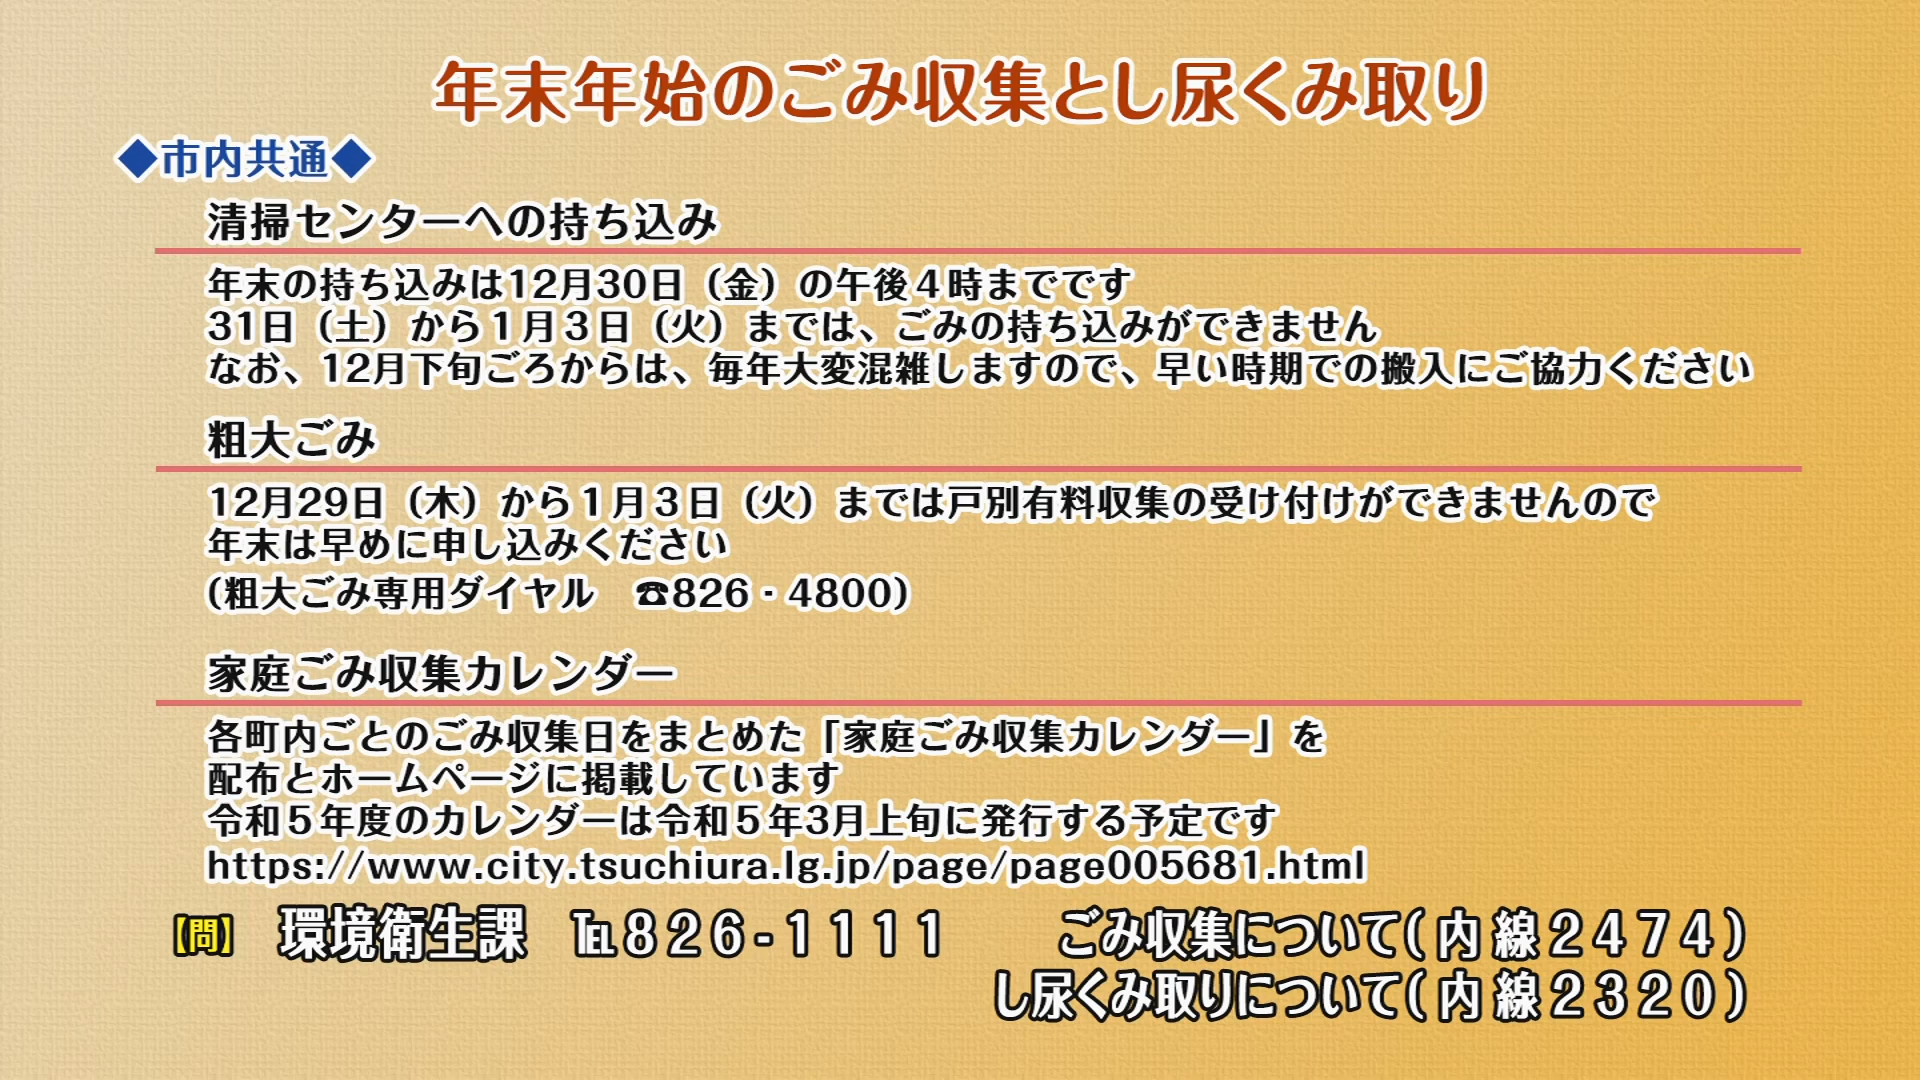 年末年始のごみ収集とし尿くみ取り
◆市内共通◆
清掃センターへの持ち込み
年末の持ち込みは12月30日（金）の午後４時までです
31日（土）から１月３日（火）までは、ごみの持ち込みができません
なお、12月下旬ごろからは、毎年大変混雑しますので、早い時期での搬入にご協力ください
粗大ごみ
12月29日（木）から１月３日（火）までは戸別有料収集の受け付けができませんので
年末は早めに申し込みください
（粗大ごみ専用ダイヤル　☎826‐4800）
家庭ごみ収集カレンダー
各町内ごとのごみ収集日をまとめた「家庭ごみ収集カレンダー」を
配布とホームページに掲載しています
令和５年度のカレンダーは令和５年3月上旬に発行する予定です
https://www.city.tsuchiura.lg.jp/page/page005681.html
【問】　環境衛生課　℡８２６-１１１１　　ごみ収集について(内線２４７４)
し尿くみ取りについて(内線２３２０)